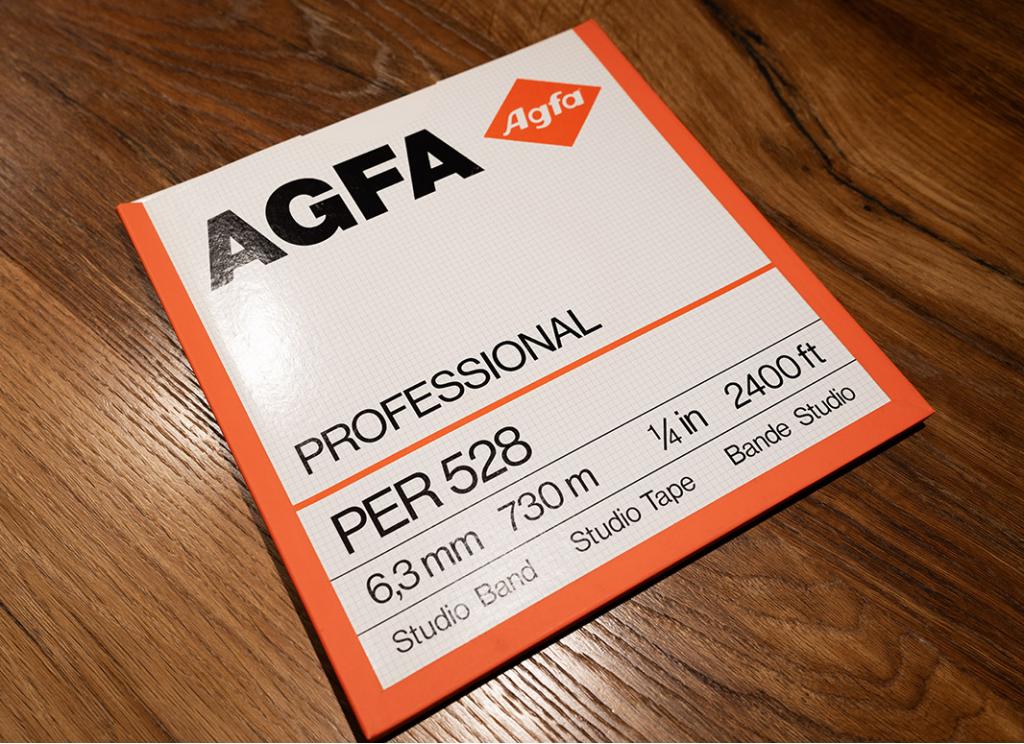 Agfa
AGFA
PROFESSIONAL
PER 528
6,3 mm 730 m ¼ in 2400 ft
Studio Band Studio Tape Bande Studio